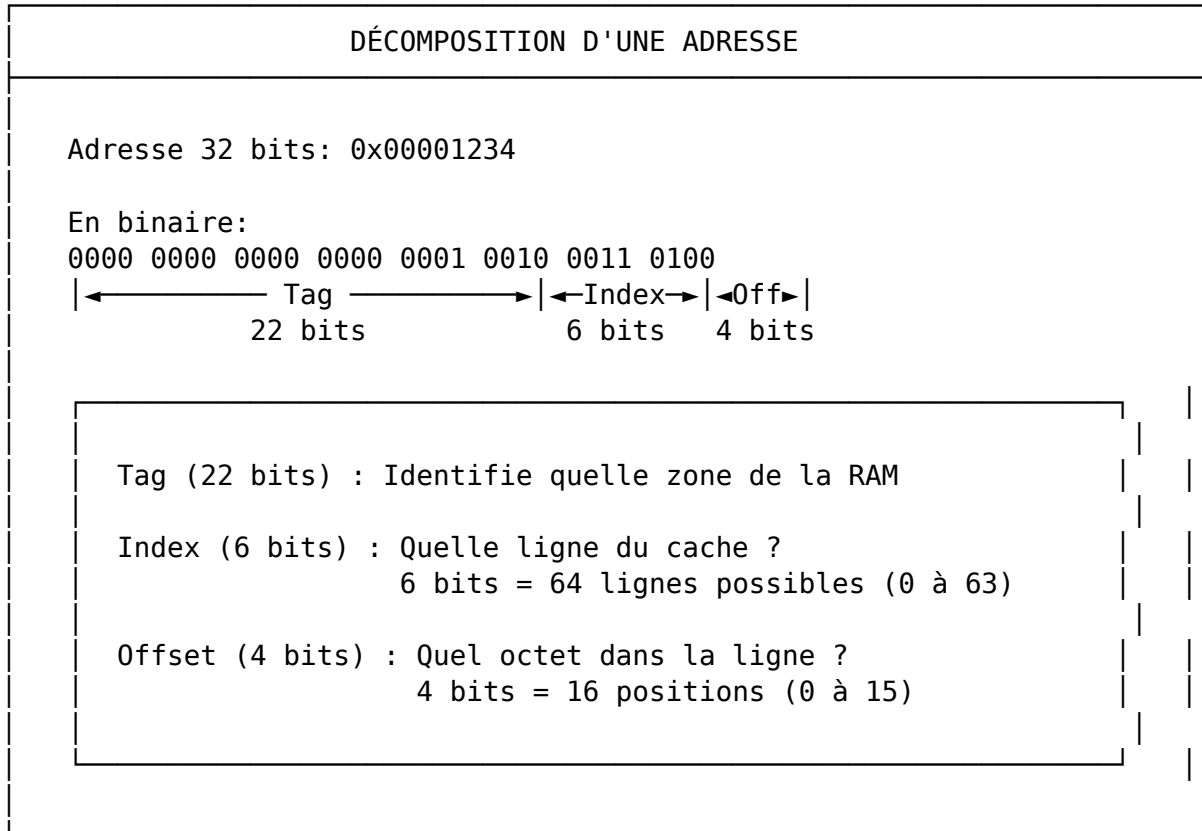 DÉCOMPOSITION D'UNE ADRESSE
Adresse 32 bits: 0x00001234
En binaire:
0000 0000 0000 0000 0001 0010 0011 0100
|◄────────── Tag ──────────►|◄─Index─►|◄Off►|
22 bits 6 bits 4 bits
Tag (22 bits) : Identifie quelle zone de la RAM
Index (6 bits) : Quelle ligne du cache ?
6 bits = 64 lignes possibles (0 à 63)
Offset (4 bits) : Quel octet dans la ligne ?
4 bits = 16 positions (0 à 15)